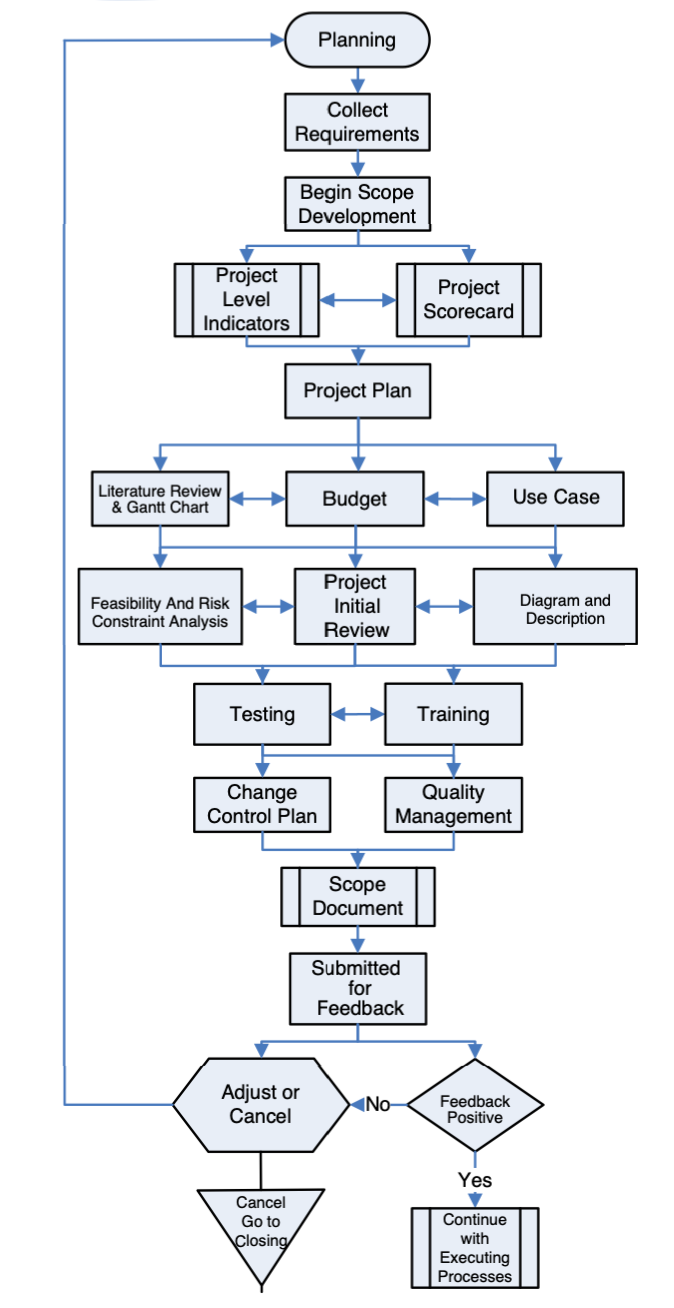 Planning
Collect
Requirements
Begin Scope
Development
Project
Level
Indicators
Project
Scorecard
Project Plan
Literature Review
& Gantt Chart
Budget
Use Case
Feasibility And Risk
Constraint Analysis
Project
Initial
Review
Diagram and
Description
Testing
Training
Change
Control Plan
Quality
Management
Scope
Document
Submitted
for
Feedback
Adjust or
Cancel
No
Feedback
Positive
Yes
Cancel
Go to
Closing
Continue
with
Executing
Processes